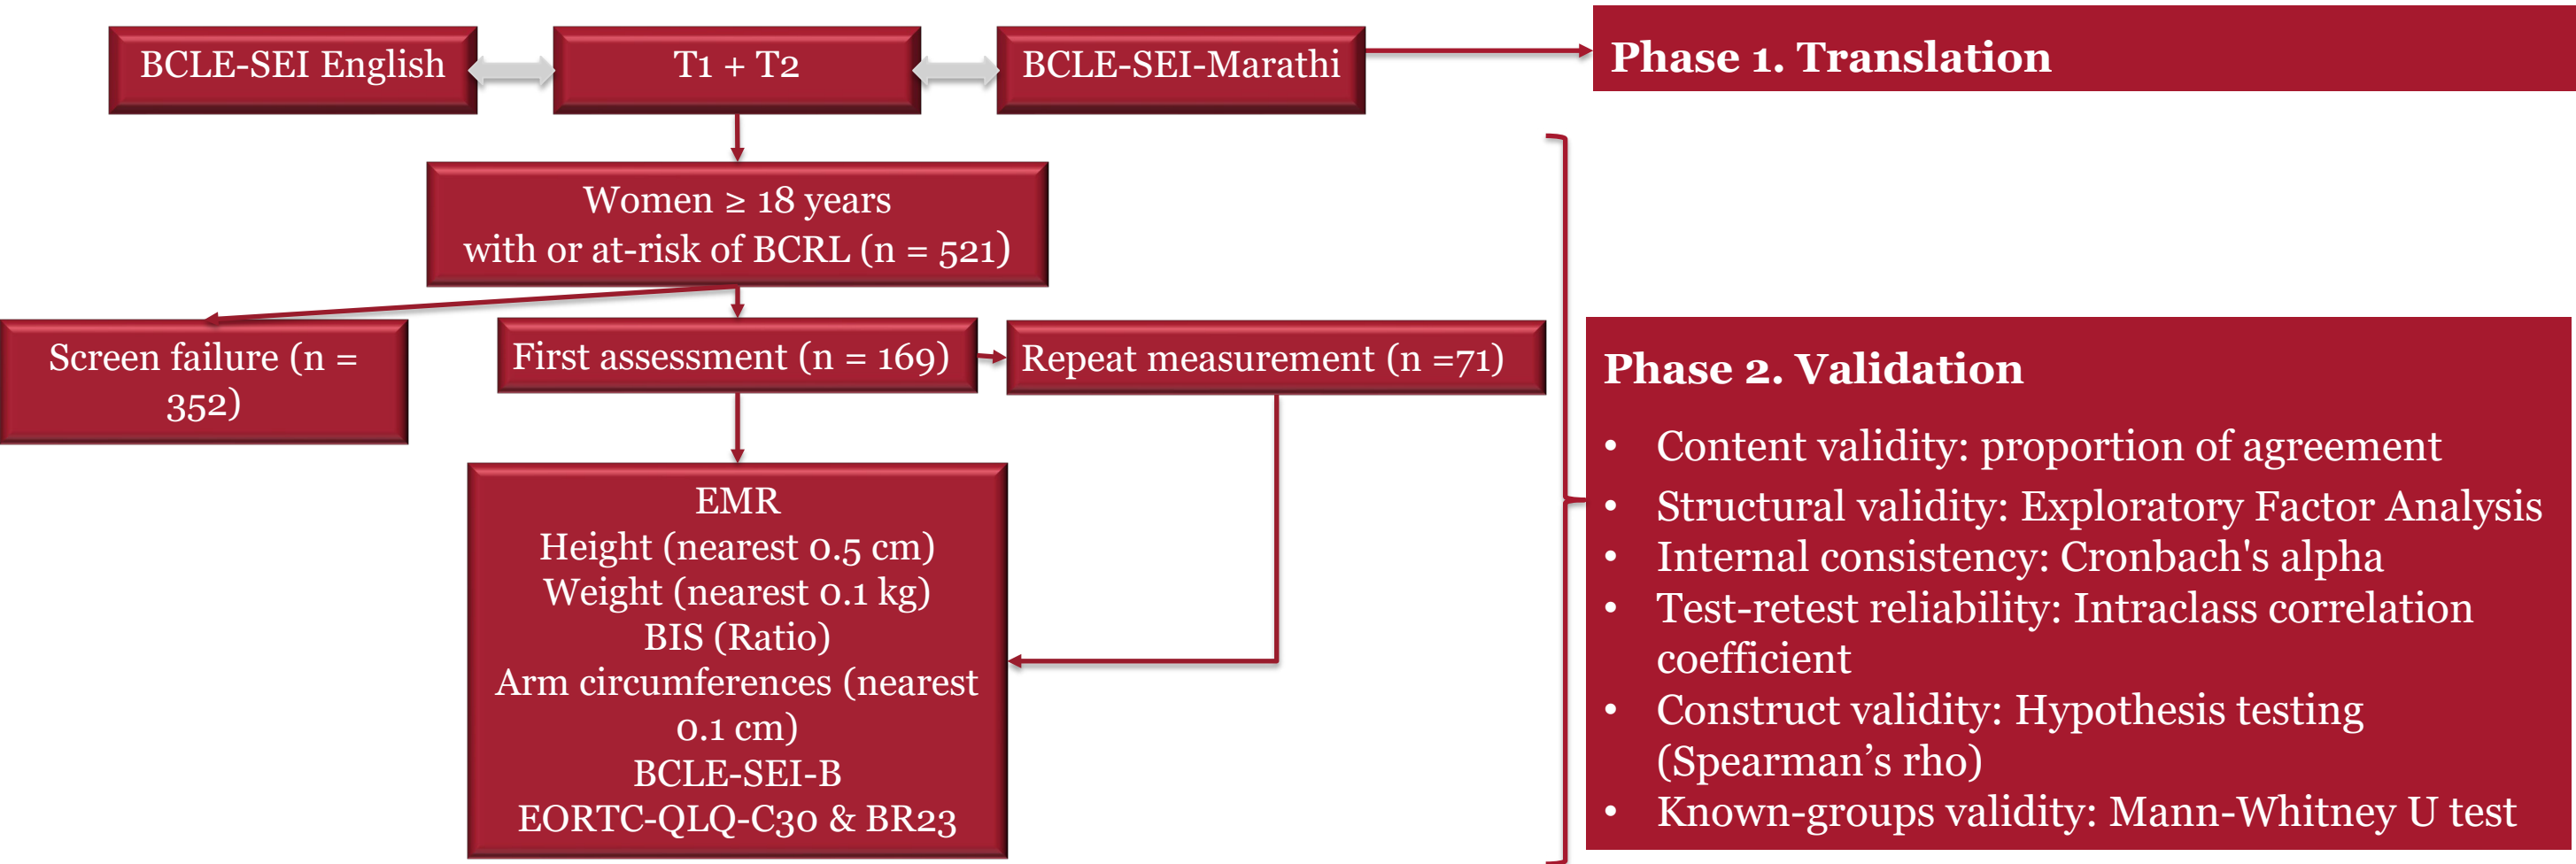 BCLE-SEI English
T1 + T2
BCLE-SEI-Marathi
Phase 1. Translation
Women ≥ 18 years
with or at-risk of BCRL (n = 521)
Screen failure (n =
352)
First assessment (n = 169)
Repeat measurement (n =71)
EMR
Height (nearest 0.5 cm)
Weight (nearest 0.1 kg)
BIS (Ratio)
Arm circumferences (nearest
0.1 cm)
BCLE-SEI-B
EORTC-QLQ-C30 & BR23
Phase 2. Validation
• Content validity: proportion of agreement
• Structural validity: Exploratory Factor Analysis
• Internal consistency: Cronbach's alpha
• Test-retest reliability: Intraclass correlation
coefficient
• Construct validity: Hypothesis testing
(Spearman’s rho)
• Known-groups validity: Mann-Whitney U test